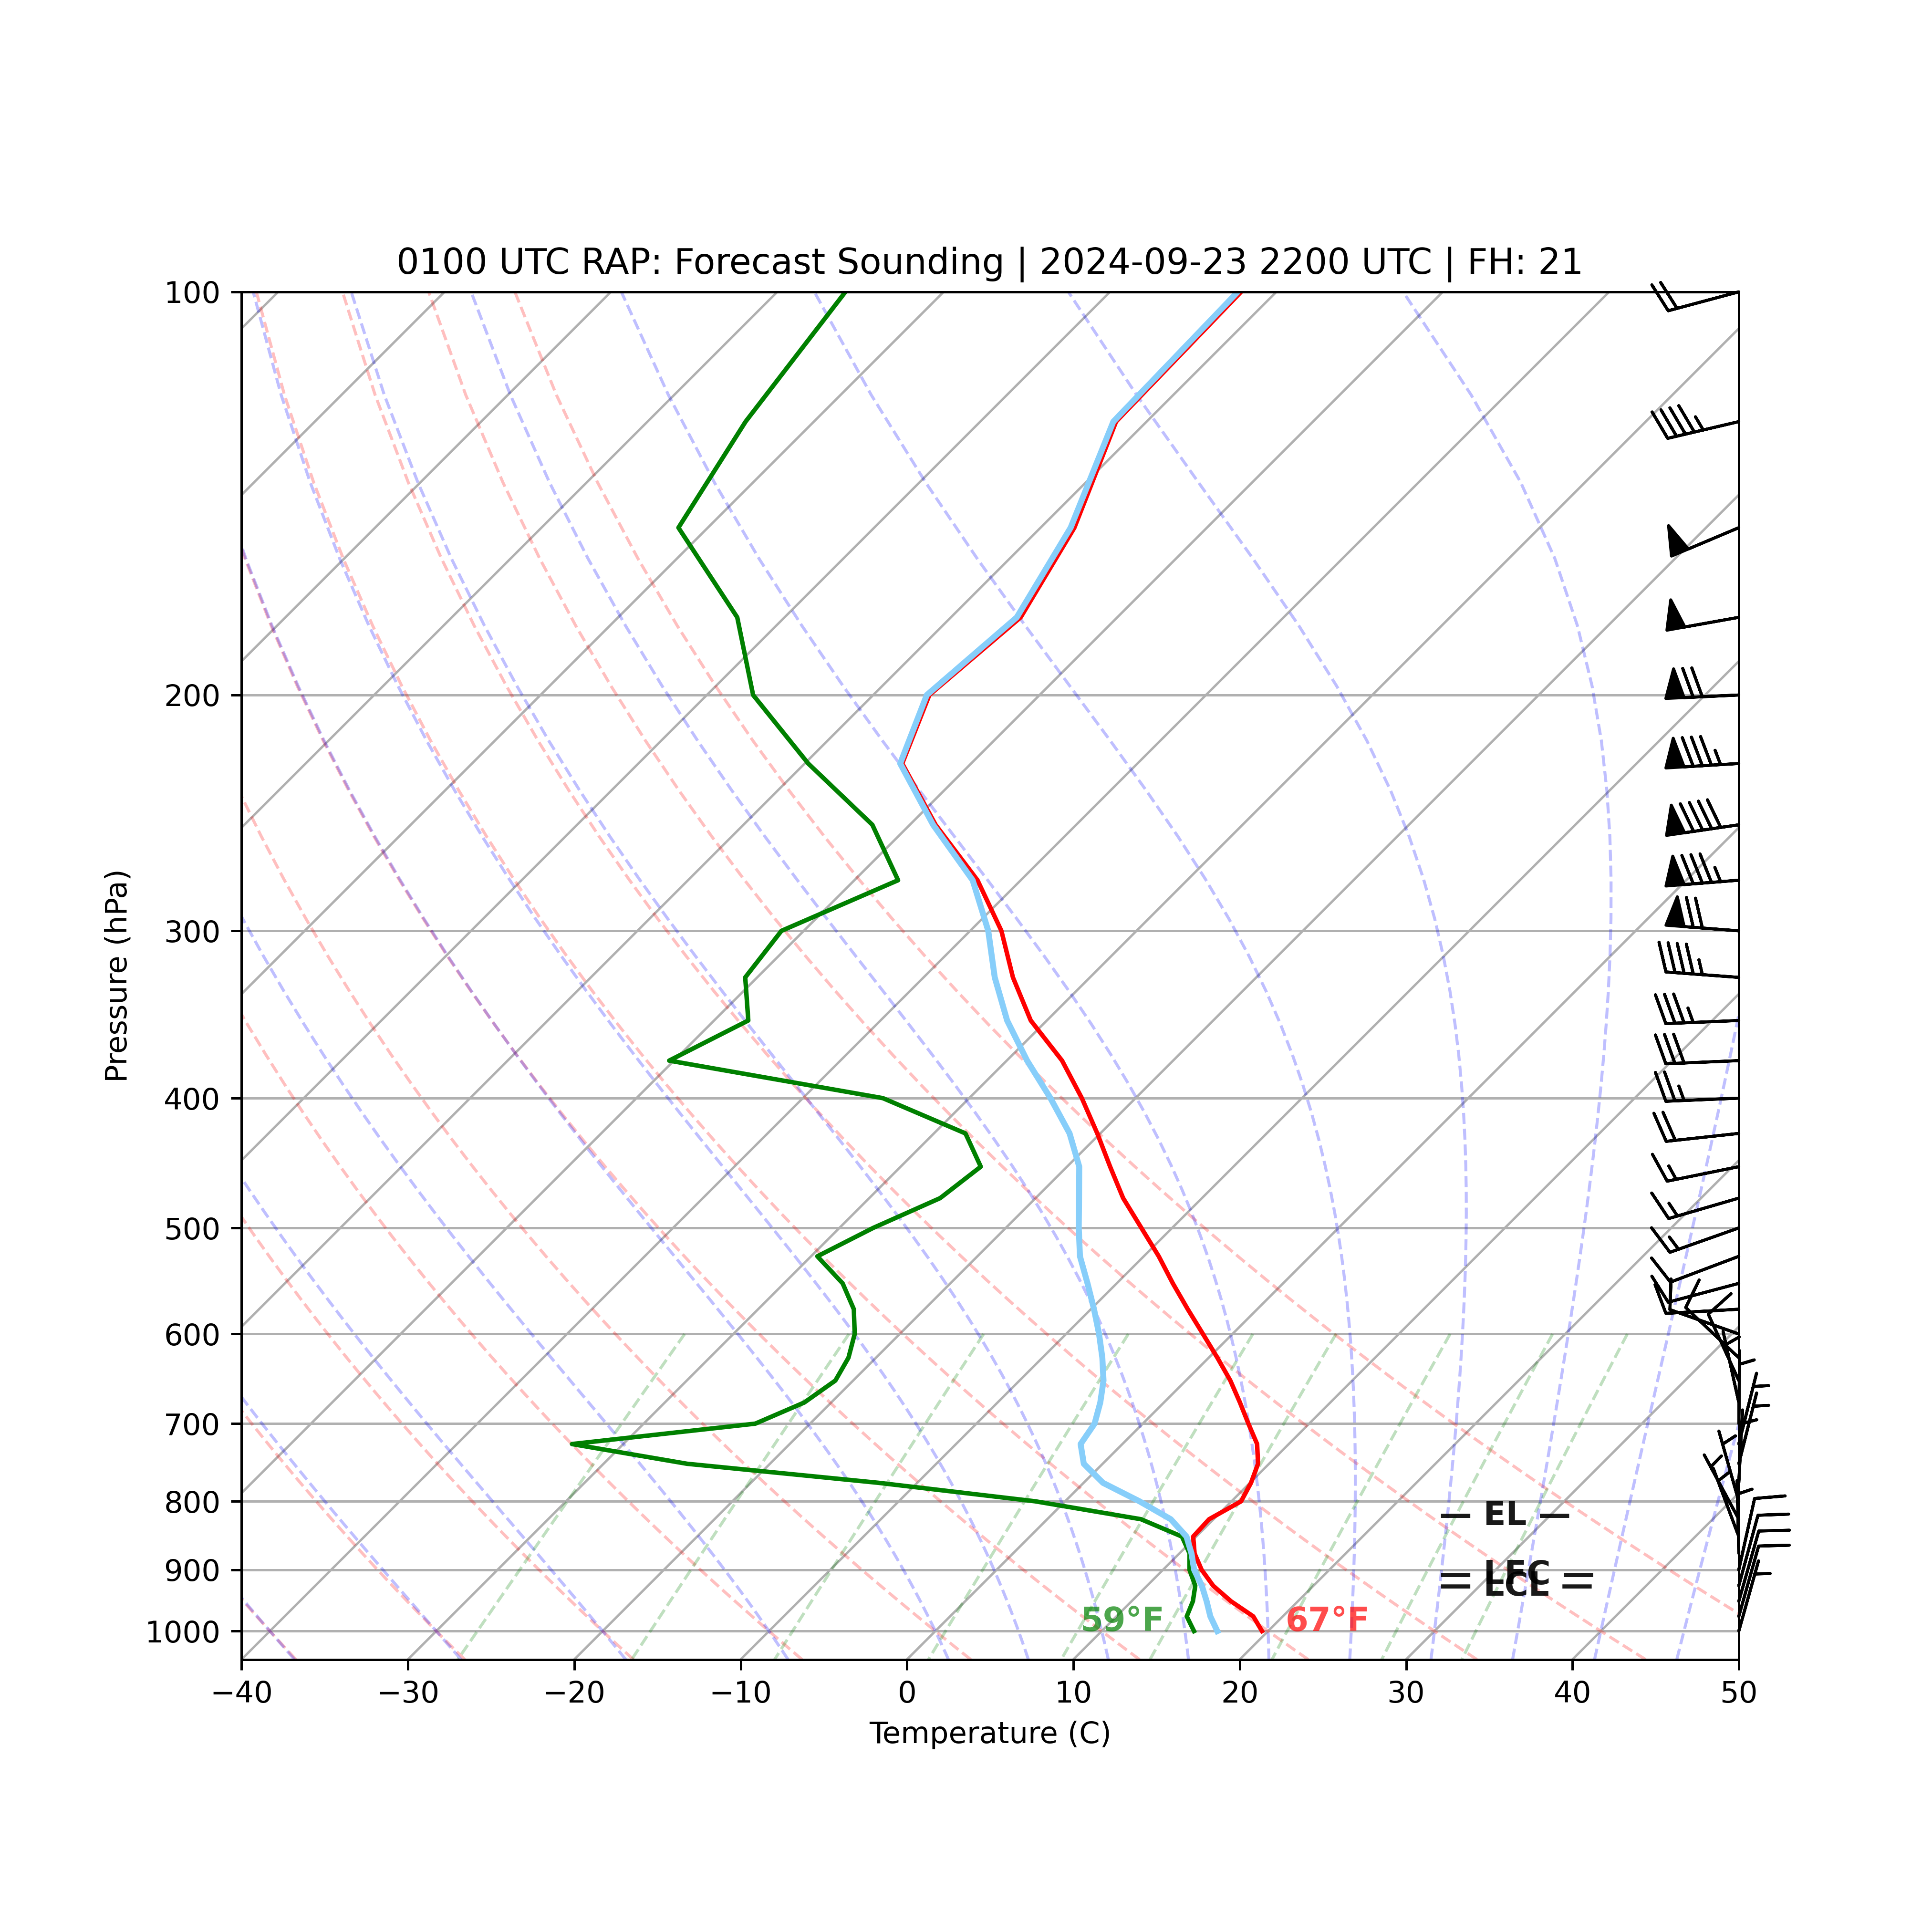 0100 UTC RAP: Forecast Sounding | 2024-09-23 2200 UTC | FH: 21
100
200
300
400
500
600
700
800
900
1000
Pressure (hPa)
— EL —
— LFC —
— LCL —
59°F
67°F
−40 −30 −20 −10 0 10 20 30 40 50
Temperature (C)